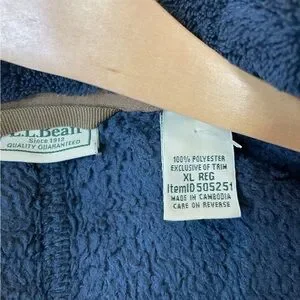 L.L.Bean
Since 1912
QUALITY GUARANTEED
100% POLYESTER
EXCLUSIVE OF TRIM
XL REG
ItemID505251
MADE IN CAMBODIA
CARE ON REVERSE